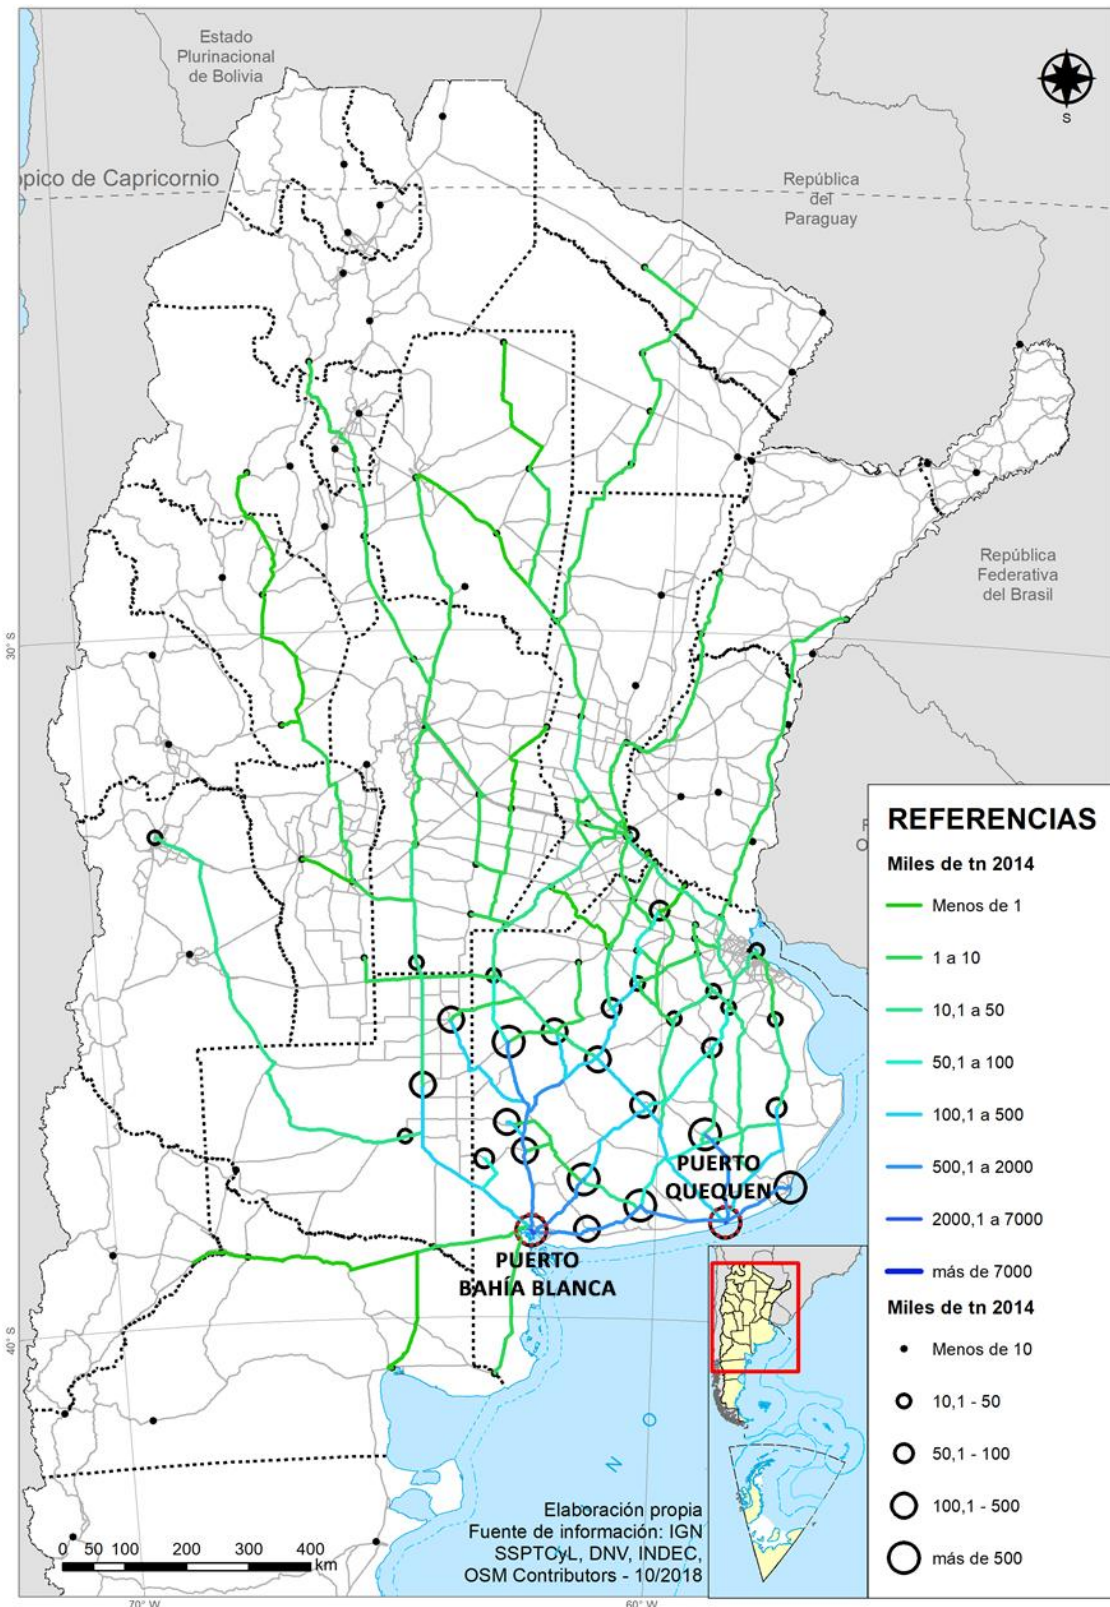 Estado
Plurinacional
de Bolivia
S
ópico de Capricornio
República
del
Paraguay
República
Federativa
del Brasil
30° S
REFERENCIAS
Miles de tn 2014
Menos de 1
1 a 10
10,1 a 50
50,1 a 100
100,1 a 500
500,1 a 2000
2000,1 a 7000
más de 7000
Miles de tn 2014
Menos de 10
10,1 - 50
50,1 - 100
100,1 - 500
más de 500
PUERTO
QUEQUEN
PUERTO
BAHÍA BLANCA
40° S
O
N
Elaboración propia
Fuente de información: IGN
SSPTCyL, DNV, INDEC,
OSM Contributors - 10/2018
0 50 100 200 300 400
km
70° W
60° W